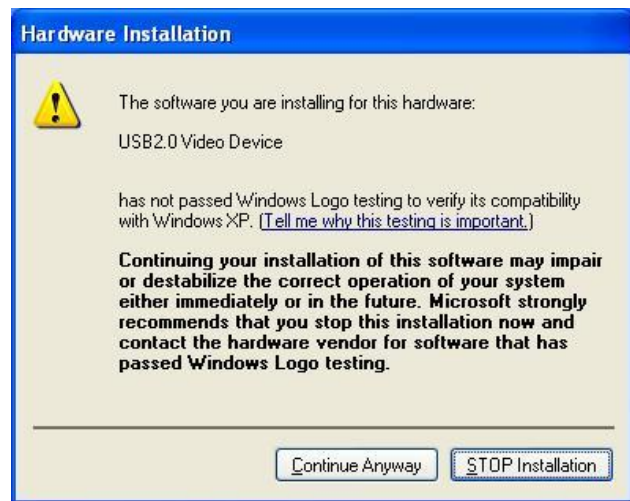 Hardware Installation
The software you are installing for this hardware:
USB2.0 Video Device
has not passed Windows Logo testing to verify its compatibility
with Windows XP. (Tell me why this testing is important.)
Continuing your installation of this software may impair
or destabilize the correct operation of your system
either immediately or in the future. Microsoft strongly
recommends that you stop this installation now and
contact the hardware vendor for software that has
passed Windows Logo testing.
Continue Anyway
STOP Installation